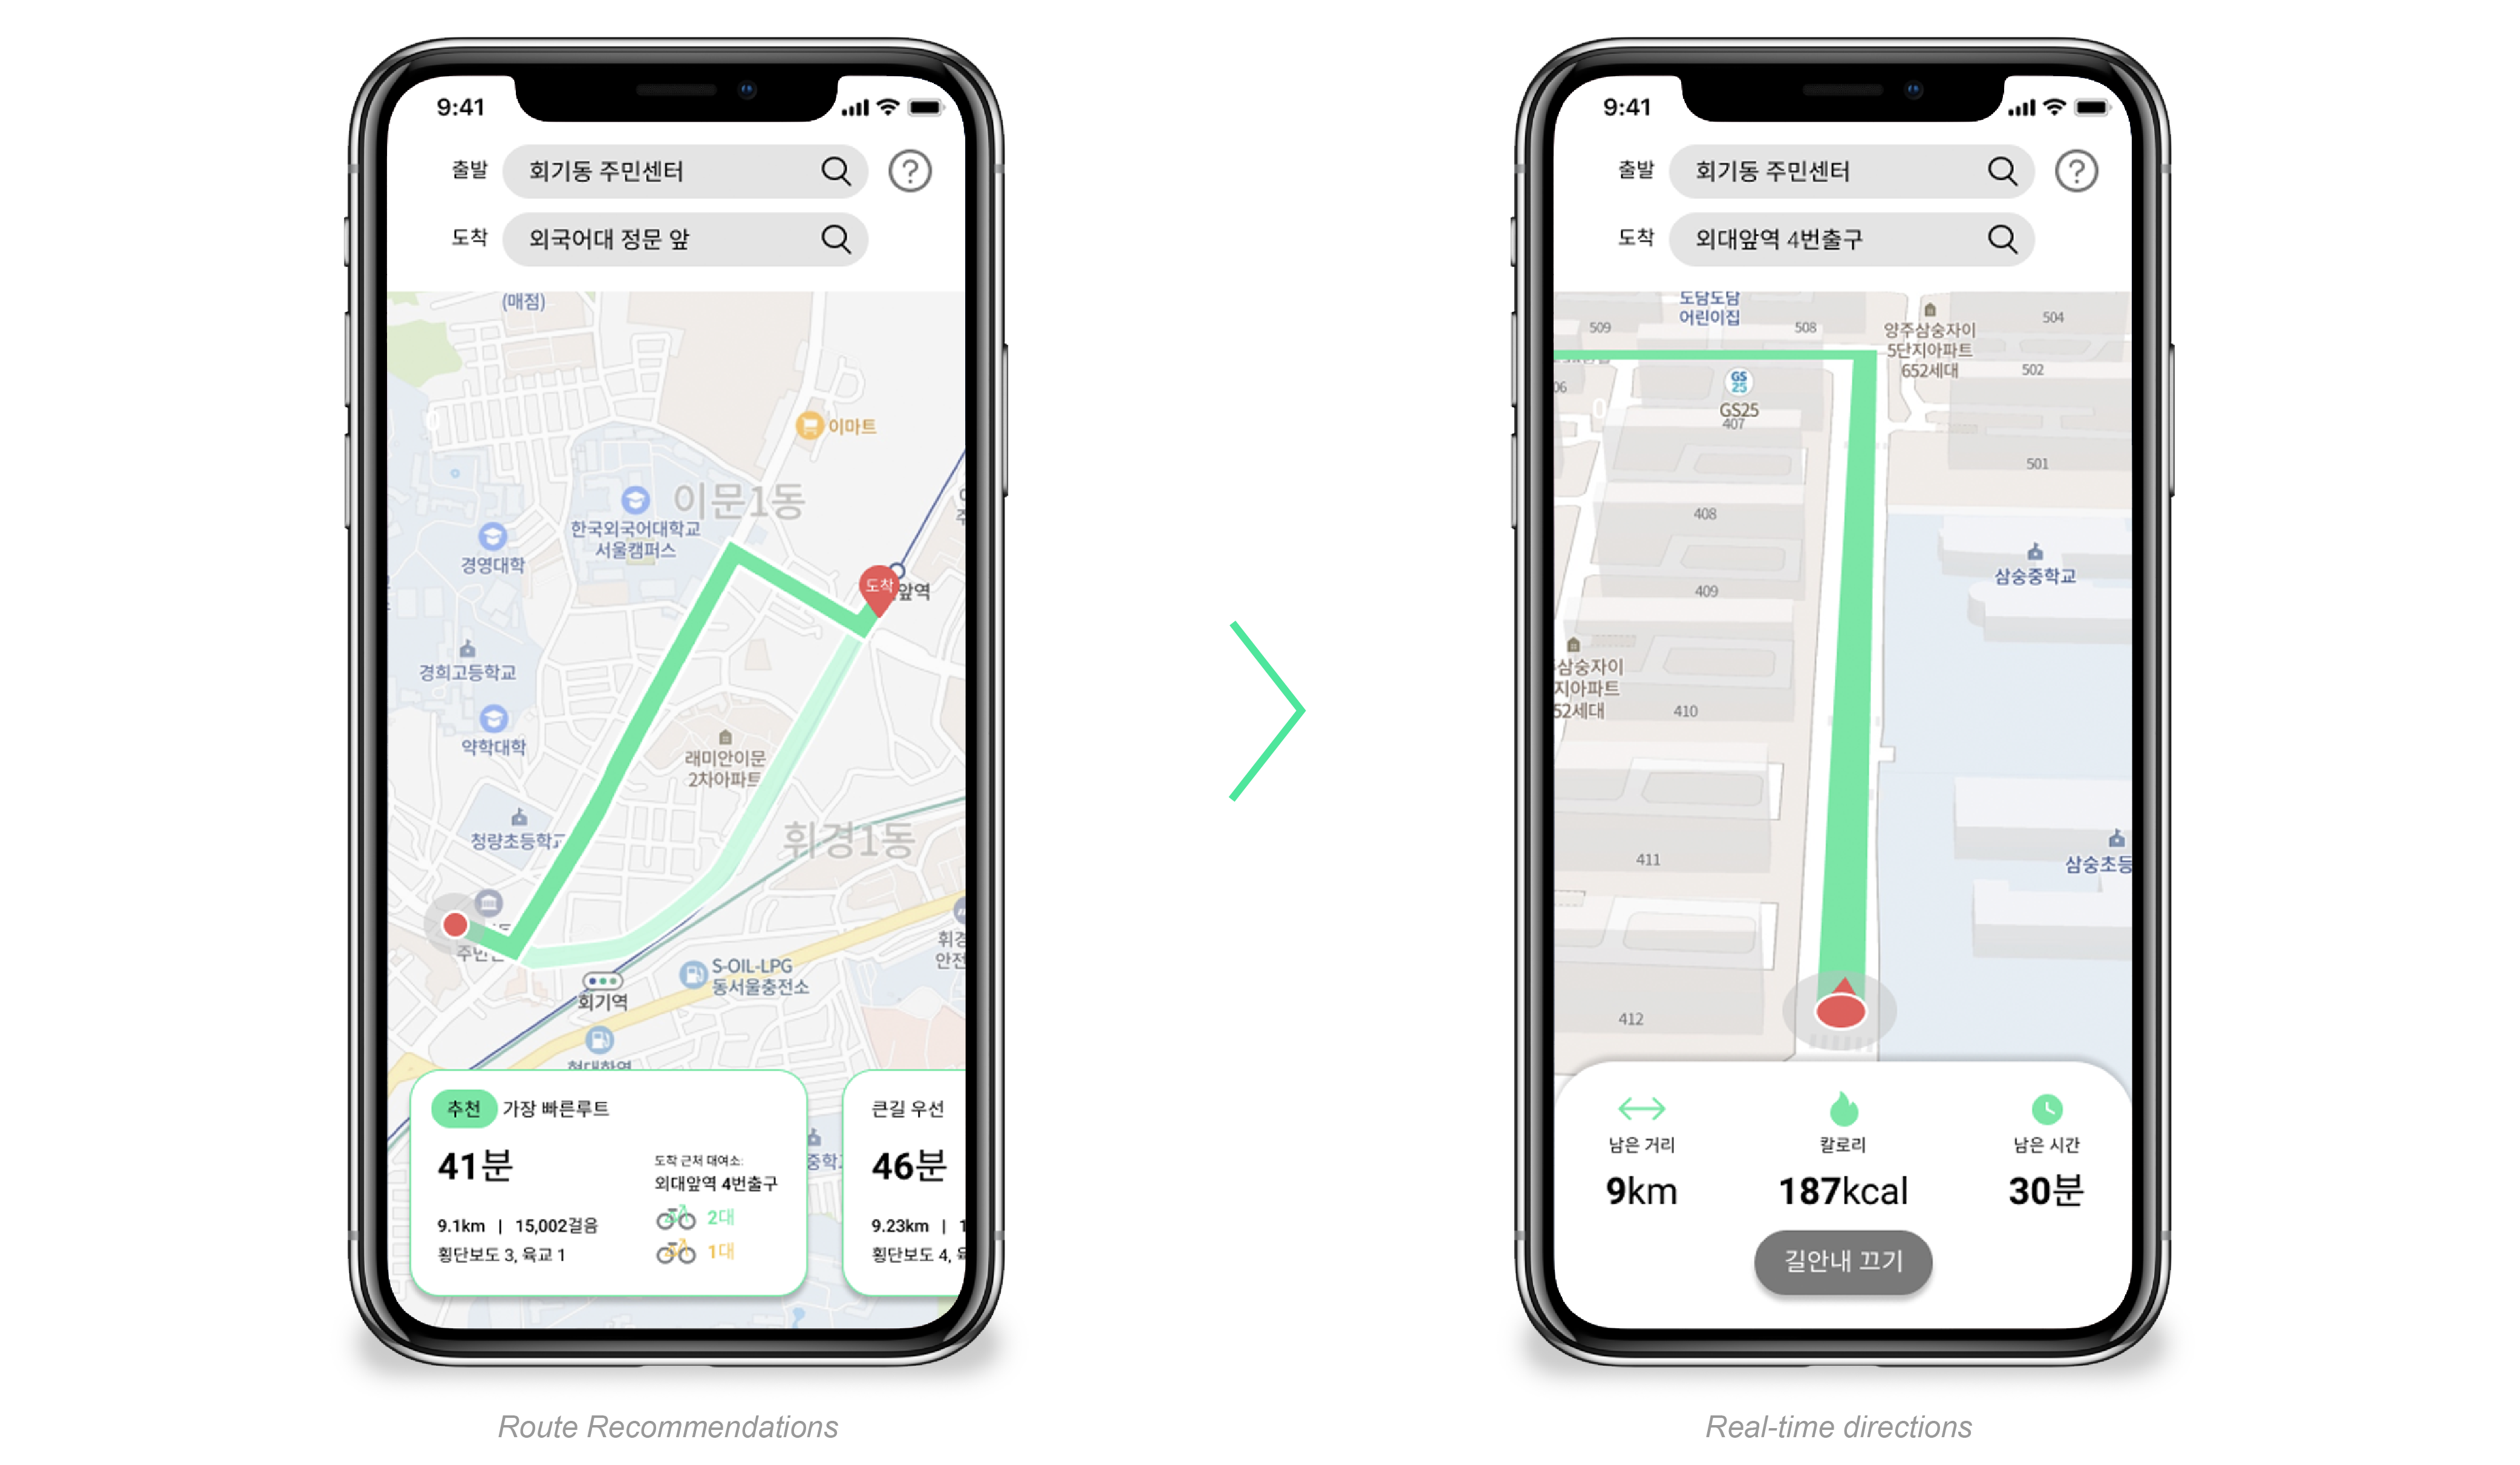 9:41
출발
회기동 주민센터
?
도착
외국어대 정문 앞
(매점)
이마트
이문1동
한국외국어대학교
서울캠퍼스
경영대학
도착
앞역
경희고등학교
약학대학
래미안이문
2차아파트
휘경1동
청량초등학교
S-OIL-LPG
동서울충전소
휘경
안전
회기역
추천 가장 빠른루트
41분
도착 근처 대여소:
외대앞역 4번출구
2대
1대
9.1km | 15,002걸음
횡단보도 3, 육교 1
중학
큰길 우선
46분
9.23km | 1
횡단보도 4,
Route Recommendations
9:41
출발
회기동 주민센터
?
도착
외대앞역 4번출구
도담도담
어린이집
509
508
504
양주삼숭자이
5단지아파트
652세대
502
06
GS
25
GS25
407
501
408
삼숭중학교
409
삼숭자이
지아파트
52세대
410
411
삼숭초등
412
남은 거리
9km
칼로리
187kcal
남은 시간
30분
길안내 끄기
Real-time directions